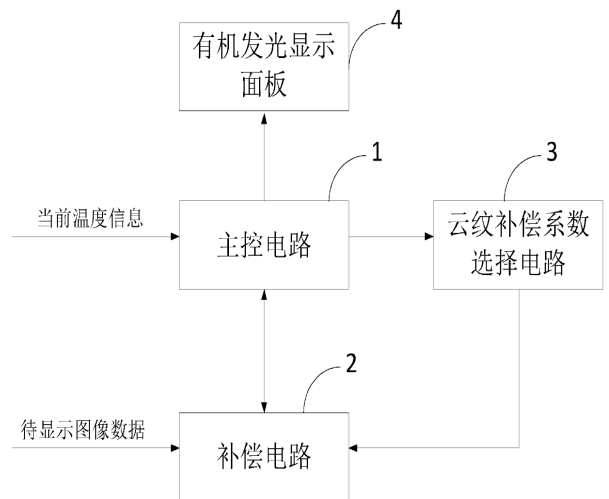 有机发光显示
面板
4
1
3
当前温度信息
主控电路
云纹补偿系数
选择电路
2
待显示图像数据
补偿电路